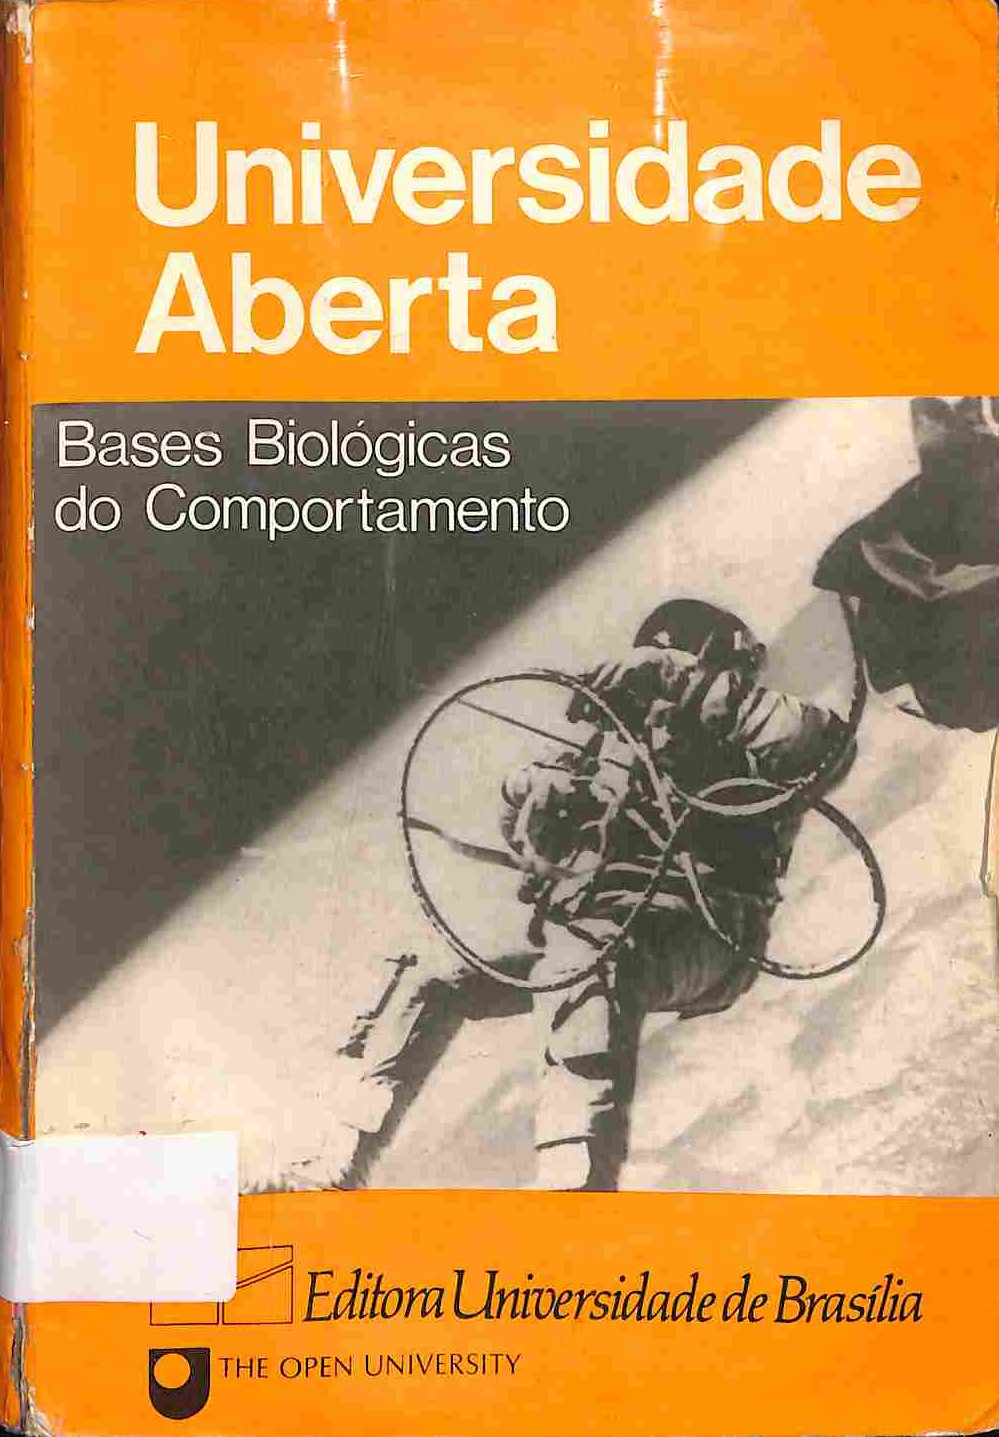 Universidade
Aberta
Bases Biológicas
do Comportamento
Editora Universidade de Brasília
THE OPEN UNIVERSITY